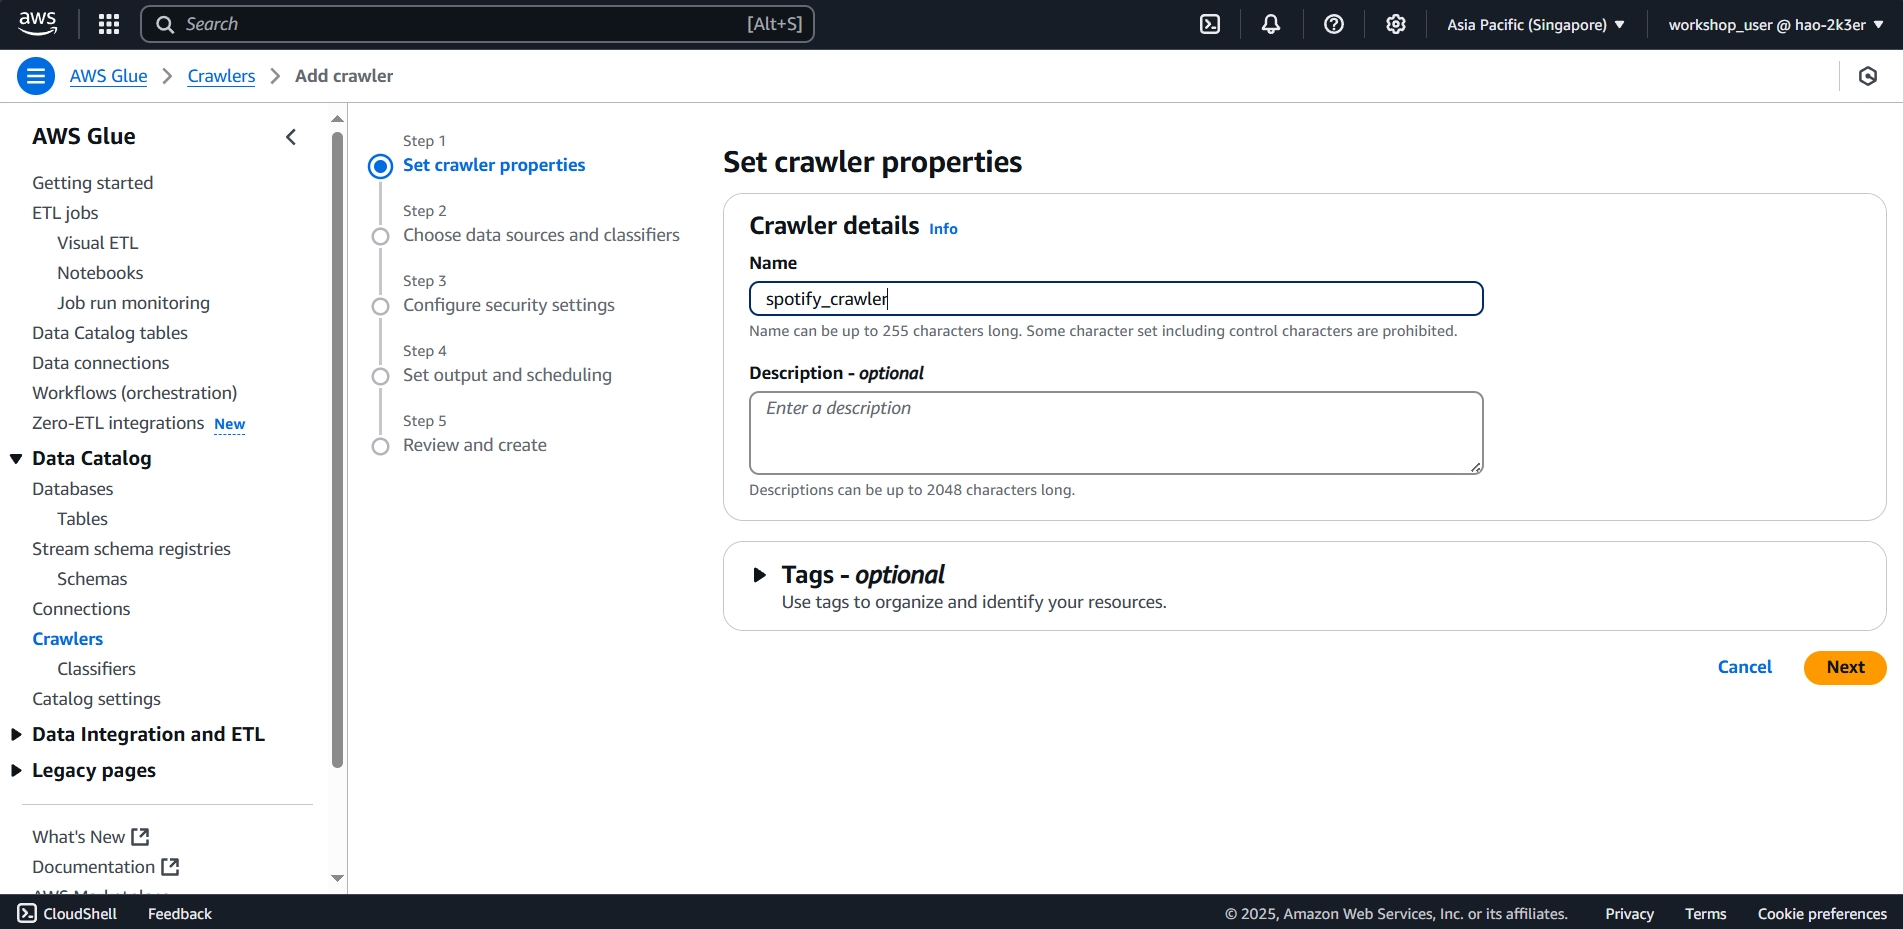 aws
Search [Alt+S]
Asia Pacific (Singapore)
workshop_user @ hao-2k3er
AWS Glue
Crawlers
Add crawler
AWS Glue
Getting started
ETL jobs
Visual ETL
Notebooks
Job run monitoring
Data Catalog tables
Data connections
Workflows (orchestration)
Zero-ETL integrations New
Data Catalog
Databases
Tables
Stream schema registries
Schemas
Connections
Crawlers
Classifiers
Catalog settings
Data Integration and ETL
Legacy pages
What's New
Documentation
Step 1
Set crawler properties
Step 2
Choose data sources and classifiers
Step 3
Configure security settings
Step 4
Set output and scheduling
Step 5
Review and create
Set crawler properties
Crawler details Info
Name
spotify_crawler
Name can be up to 255 characters long. Some character set including control characters are prohibited.
Description - optional
Enter a description
Descriptions can be up to 2048 characters long.
Tags - optional
Use tags to organize and identify your resources.
Cancel
Next
CloudShell
Feedback
© 2025, Amazon Web Services, Inc. or its affiliates.
Privacy
Terms
Cookie preferences